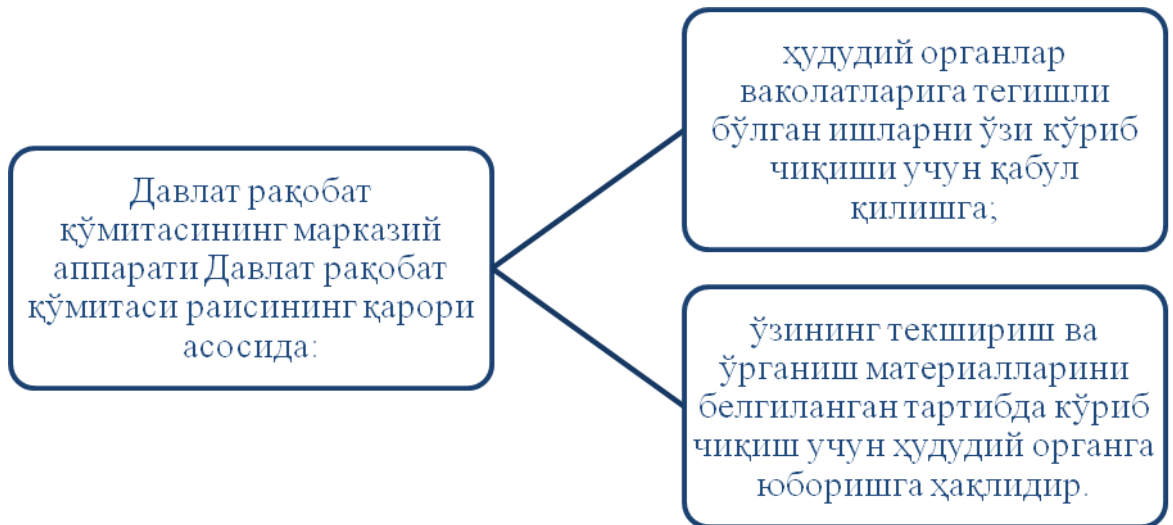 Давлат рақобат
қўмитасининг марказий
аппарати Давлат рақобат
қўмитаси раисининг қарори
асосида:
ҳудудий органлар
ваколатларига тегишли
бўлган ишларни ўзи кўриб
чиқиши учун қабул
қилишга;
ўзининг текшириш ва
ўрганиш материалларини
белгиланган тартибда кўриб
чиқиш учун ҳудудий органга
юборишга ҳақлидир.